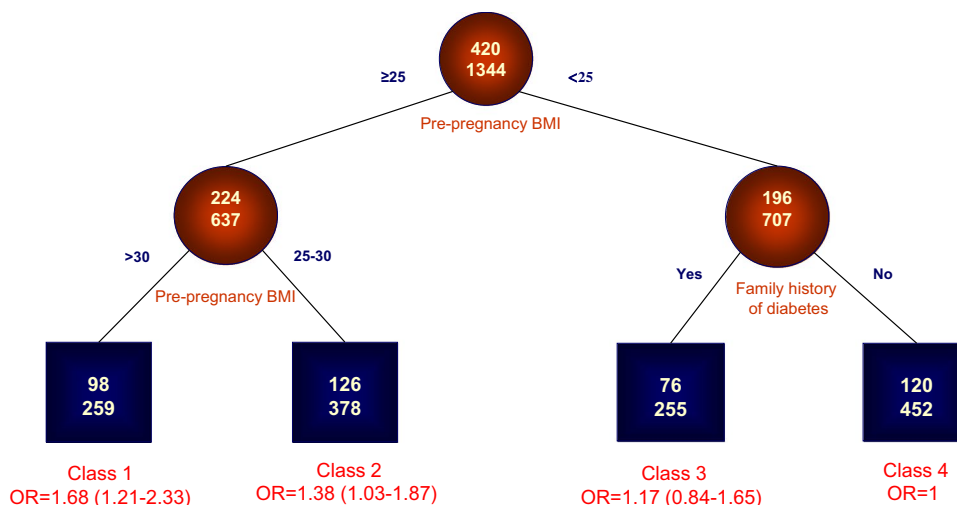 420
1344
≥25
<25
Pre-pregnancy BMI
224
637
196
707
>30
25-30
Yes
No
Pre-pregnancy BMI
Family history
of diabetes
98
259
126
378
76
255
120
452
Class 1
OR=1.68 (1.21-2.33)
Class 2
OR=1.38 (1.03-1.87)
Class 3
OR=1.17 (0.84-1.65)
Class 4
OR=1